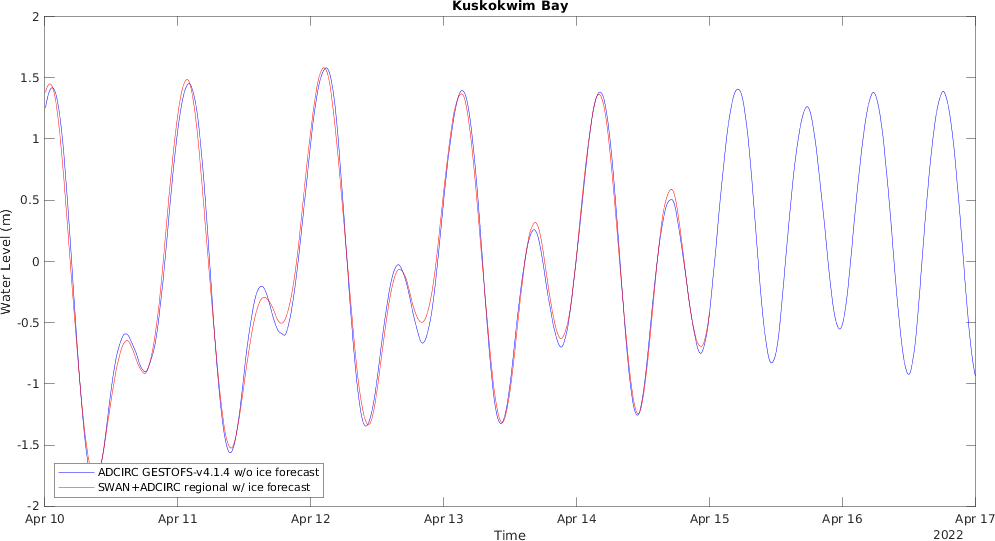 Kuskokwim Bay
2
1.5
1
0.5
0
-0.5
-1
-1.5
-2
Water Level (m)
ADCIRC GESTOFS-v4.1.4 w/o ice forecast
SWAN+ADCIRC regional w/ ice forecast
Apr 10 Apr 11 Apr 12 Apr 13 Apr 14 Apr 15 Apr 16 Apr 17
Time
2022